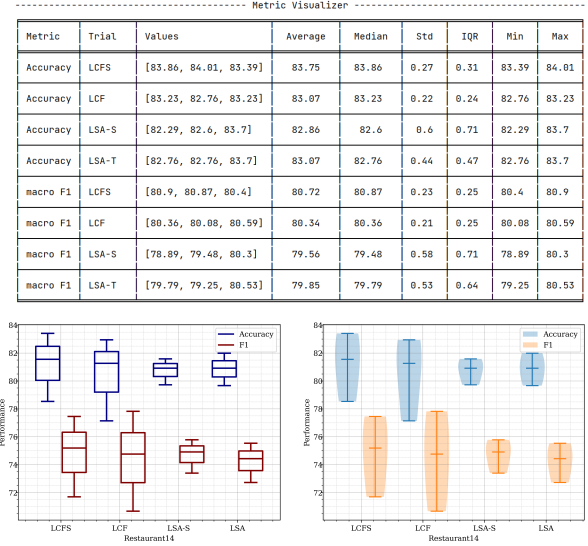 Metric Visualizer
Metric Trial Values Average Median Std IQR Min Max
Accuracy LCFS [83.86, 84.01, 83.39] 83.75 83.86 0.27 0.31 83.39 84.01
Accuracy LCF [83.23, 82.76, 83.23] 83.07 83.23 0.22 0.24 82.76 83.23
Accuracy LSA-S [82.29, 82.6, 83.7] 82.86 82.6 0.6 0.71 82.29 83.7
Accuracy LSA-T [82.76, 82.76, 83.7] 83.07 82.76 0.44 0.47 82.76 83.7
macro F1 LCFS [80.9, 80.87, 80.4] 80.72 80.87 0.23 0.25 80.4 80.9
macro F1 LCF [80.36, 80.08, 80.59] 80.34 80.36 0.21 0.25 80.08 80.59
macro F1 LSA-S [78.89, 79.48, 80.3] 79.56 79.48 0.58 0.71 78.89 80.3
macro F1 LSA-T [79.79, 79.25, 80.53] 79.85 79.79 0.53 0.64 79.25 80.53
84
82
80
78
76
74
72
Performance
Accuracy
F1
LCFS LCF LSA-S LSA
Restaurant14
84
82
80
78
76
74
72
Performance
Accuracy
F1
LCFS LCF LSA-S LSA
Restaurant14